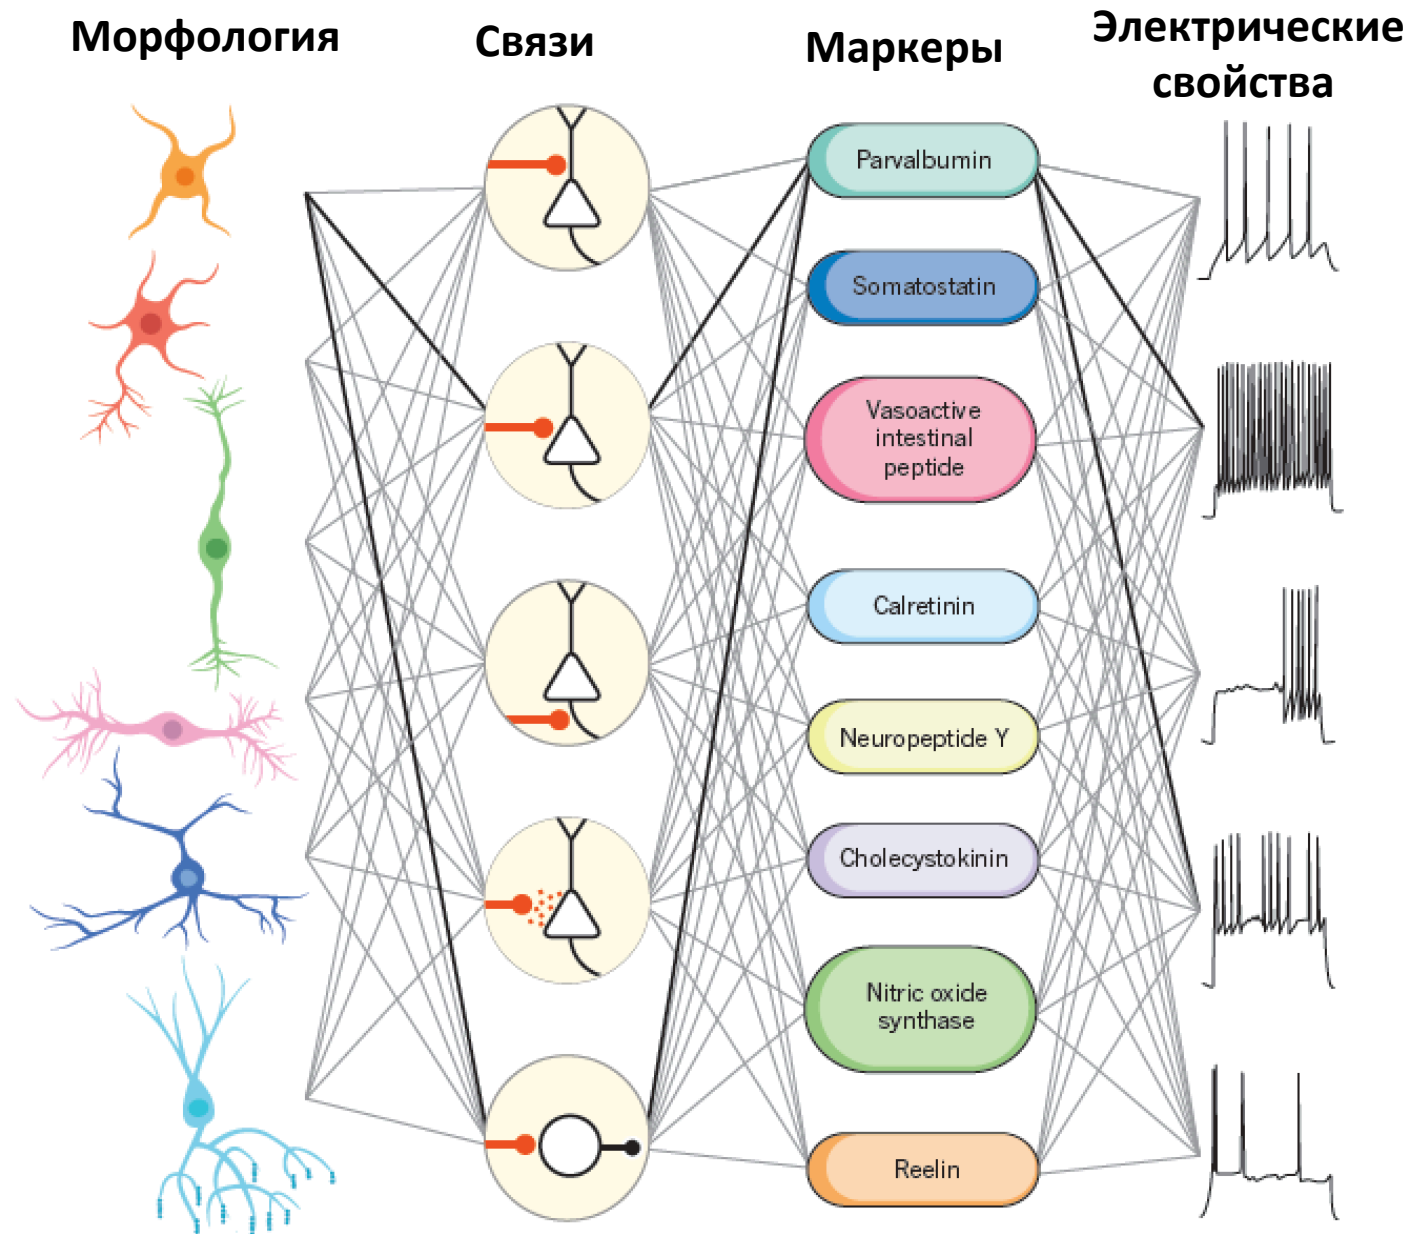 Морфология
Связи
Маркеры
Электрические
свойства
Parvalbumin
Somatostatin
Vasoactive
intestinal
peptide
Calretinin
Neuropeptide Y
Cholecystokinin
Nitric oxide
synthase
Reelin